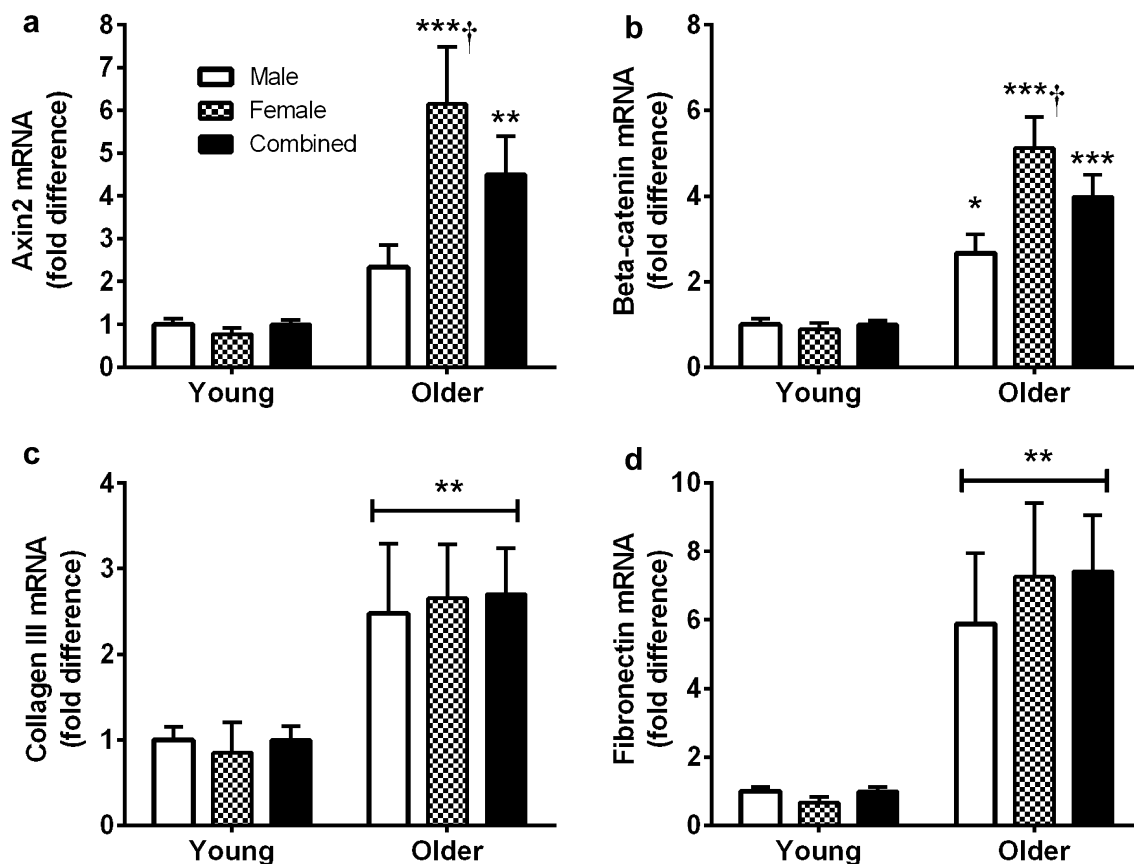 a
Axin2 mRNA
(fold difference)
8
7
6
5
4
3
2
1
0
Male
Female
Combined
***†
**
Young
Older
b
Beta-catenin mRNA
(fold difference)
8
6
4
2
0
*
***†
***
Young
Older
c
Collagen III mRNA
(fold difference)
4
3
2
1
0
**
Young
Older
d
Fibronectin mRNA
(fold difference)
10
8
6
4
2
0
**
Young
Older